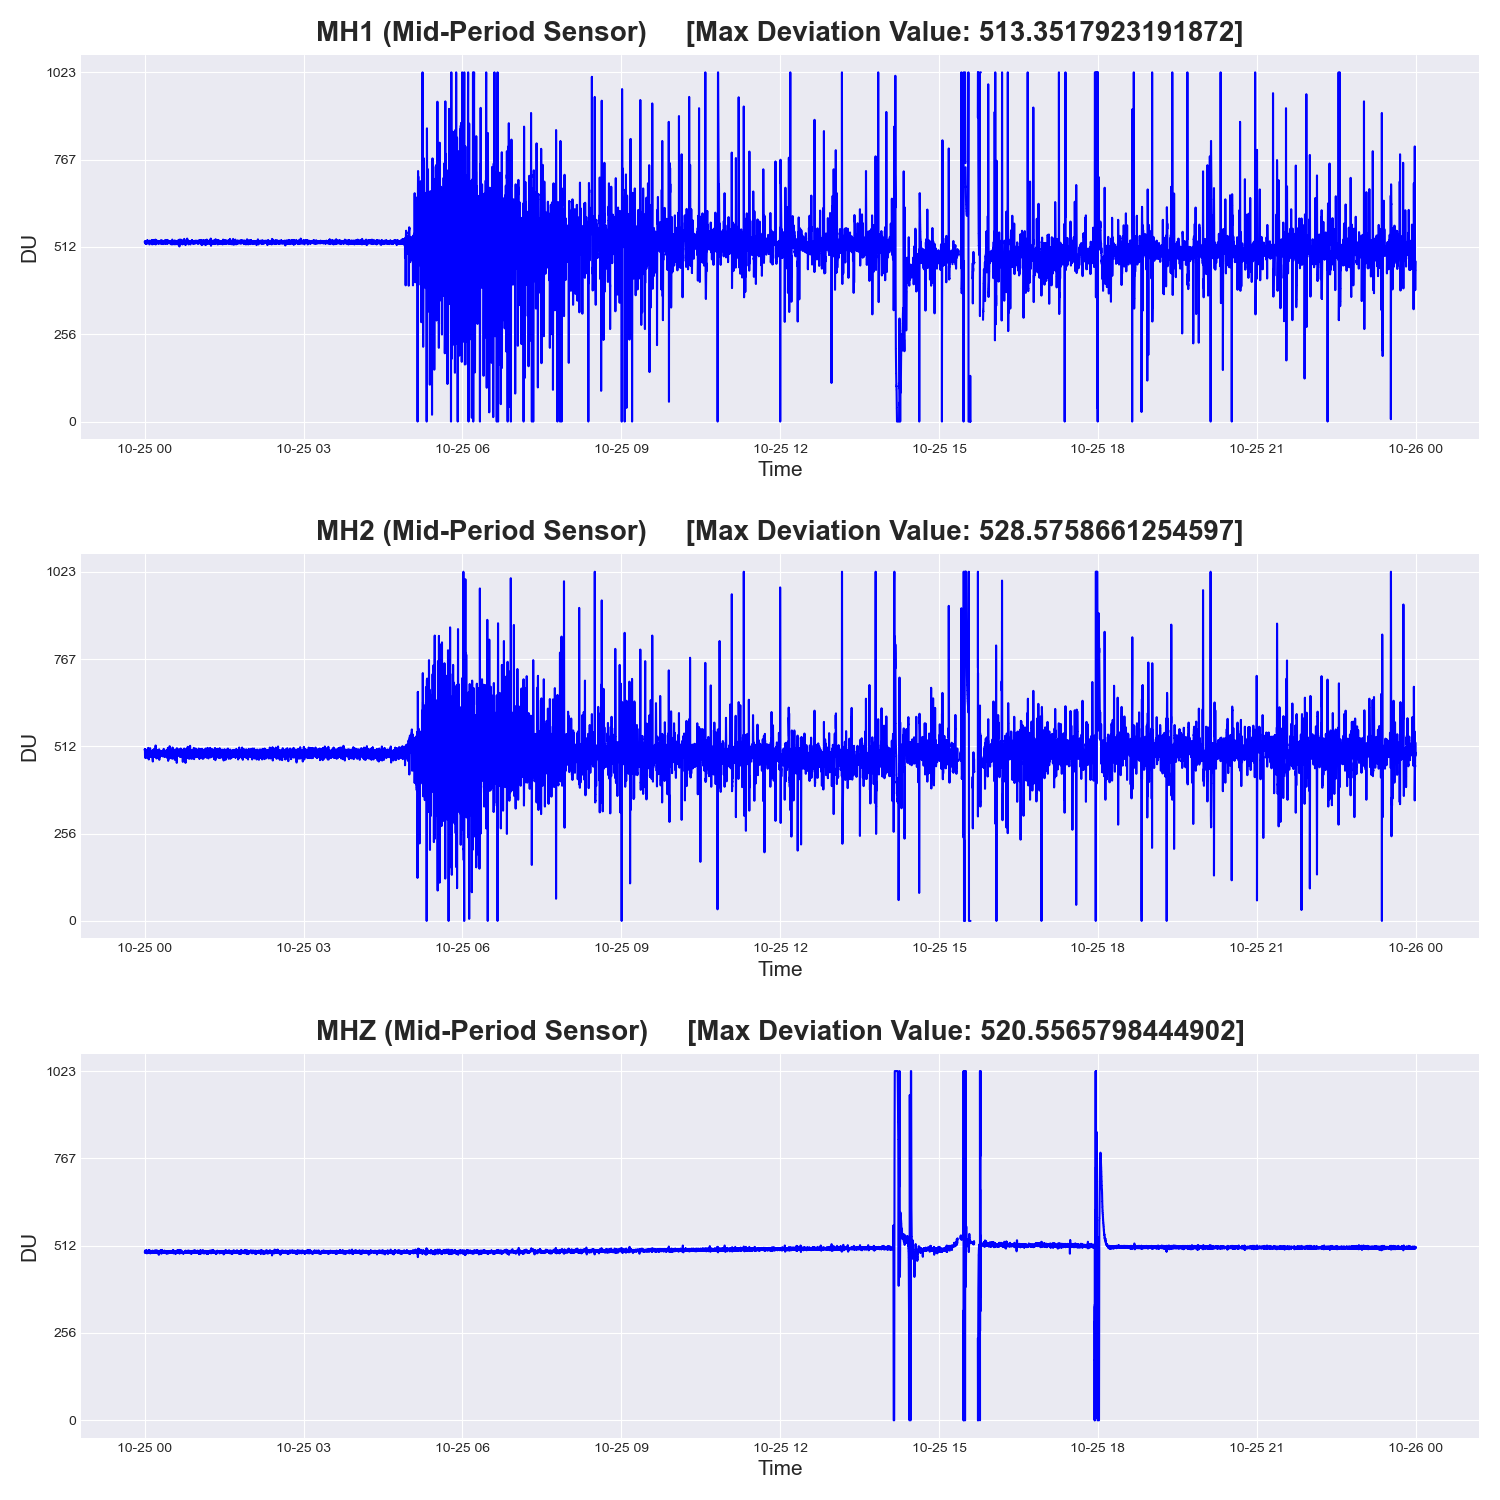 MH1 (Mid-Period Sensor) [Max Deviation Value: 513.3517923191872]
1023
767
512
256
0
DU
10-25 00 10-25 03 10-25 06 10-25 09 10-25 12 10-25 15 10-25 18 10-25 21 10-26 00
Time
MH2 (Mid-Period Sensor) [Max Deviation Value: 528.5758661254597]
1023
767
512
256
0
DU
10-25 00 10-25 03 10-25 06 10-25 09 10-25 12 10-25 15 10-25 18 10-25 21 10-26 00
Time
MHZ (Mid-Period Sensor) [Max Deviation Value: 520.5565798444902]
1023
767
512
256
0
DU
10-25 00 10-25 03 10-25 06 10-25 09 10-25 12 10-25 15 10-25 18 10-25 21 10-26 00
Time